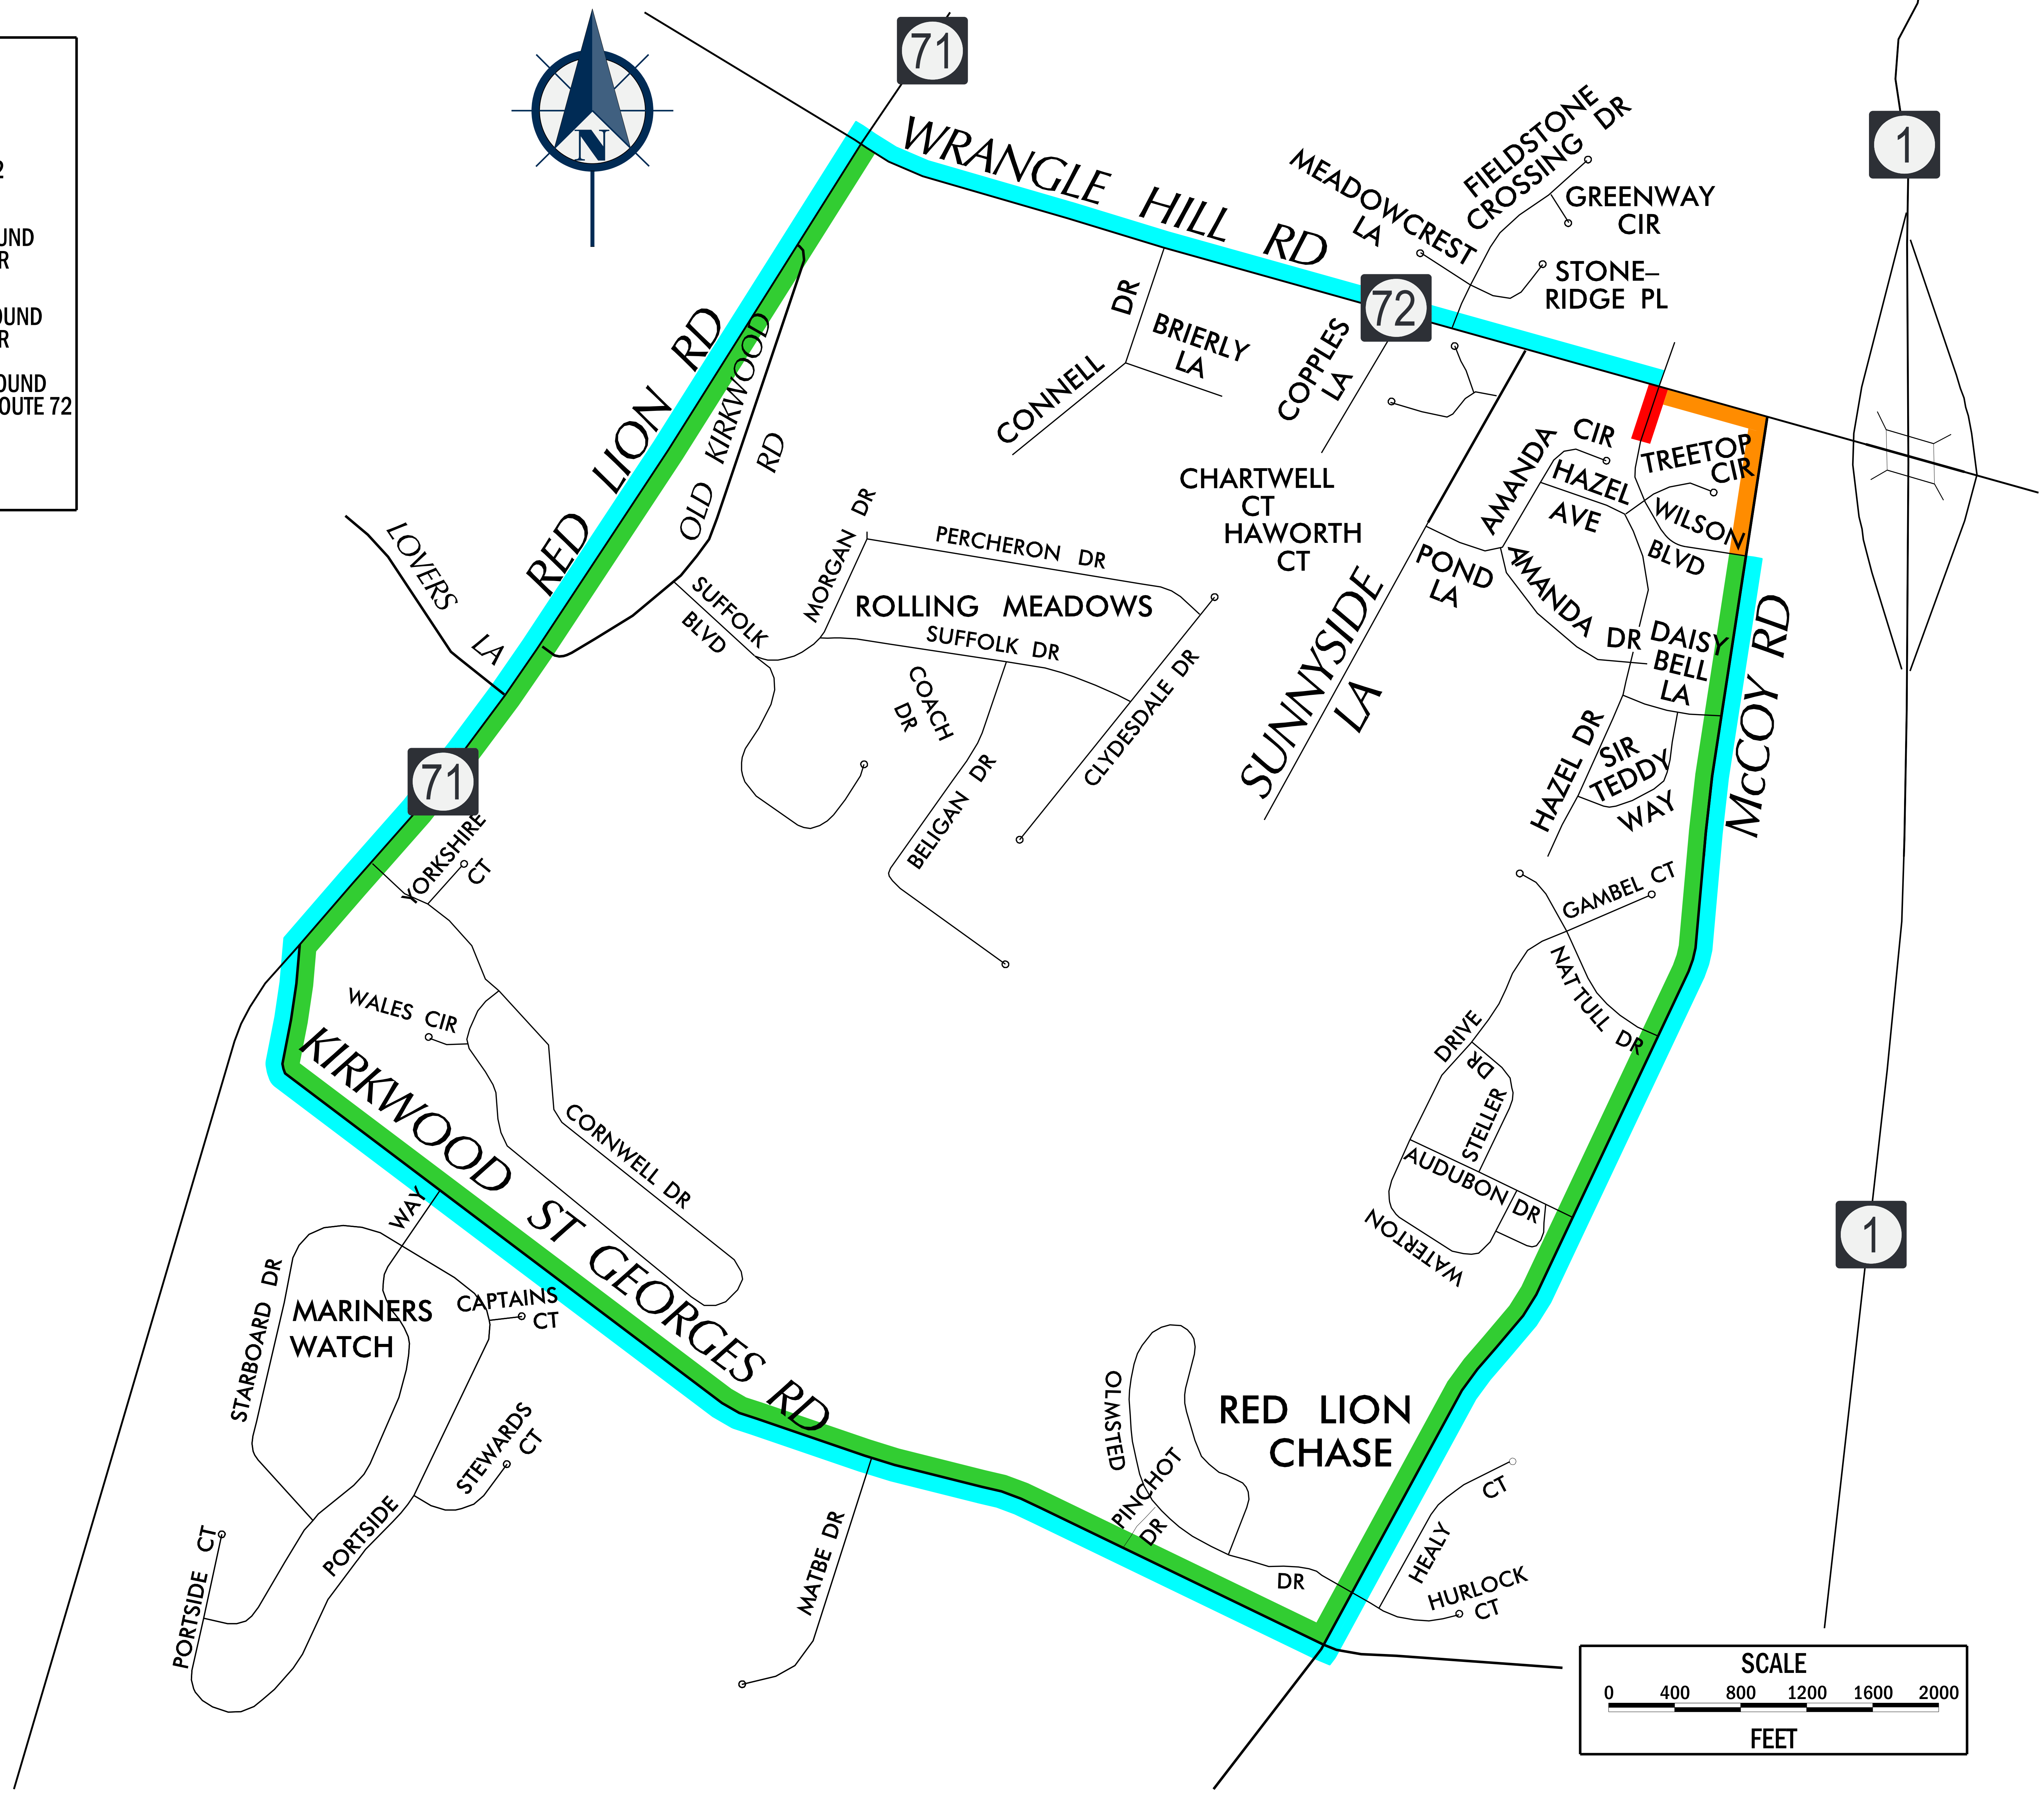 2
UND
R
OUND
R
OUND
OUTE 72
N
71
WRANGLE HILL RD
MEADOWCREST
LA
FIELDSTONE
CROSSING DR
GREENWAY
CIR
STONE–
RIDGE PL
1
72
RED LION RD
OLD KIRKWOOD
RD
CONNELL
DR
BRIERLY
LA
COPPLES
LA
CHARTWELL
CT
HAWORTH
CT
AMANDA
CIR
HAZEL
AVE
TREETOP
CIR
WILSON
BLVD
POND
LA
AMANDA DR
DAISY
BELL
LA
McCOY RD
SUNNYSIDE
LA
HAZEL DR
SIR
TEDDY
WAY
LOVERS LA
SUFFOLK
BLVD
MORGAN DR
PERCHERON DR
ROLLING MEADOWS
SUFFOLK DR
COACH
DR
BELIGAN DR
CLYDESDALE DR
71
YORKSHIRE
CT
GAMBEL CT
NATTULL DR
WALES CIR
CORNWELL DR
KIRKWOOD ST GEORGES RD
DRIVE
DR
STELLER
AUDUBON DR
WATERTON
1
WAY
STARBOARD DR
MARINERS
WATCH
CAPTAINS
CT
STEWARDS
CT
PORTSIDE
PORTSIDE CT
MATBE DR
OLMSTED
PINCHOT
DR
RED LION
CHASE
DR
HEALY
CT
HURLOCK
CT
SCALE
0 400 800 1200 1600 2000
FEET